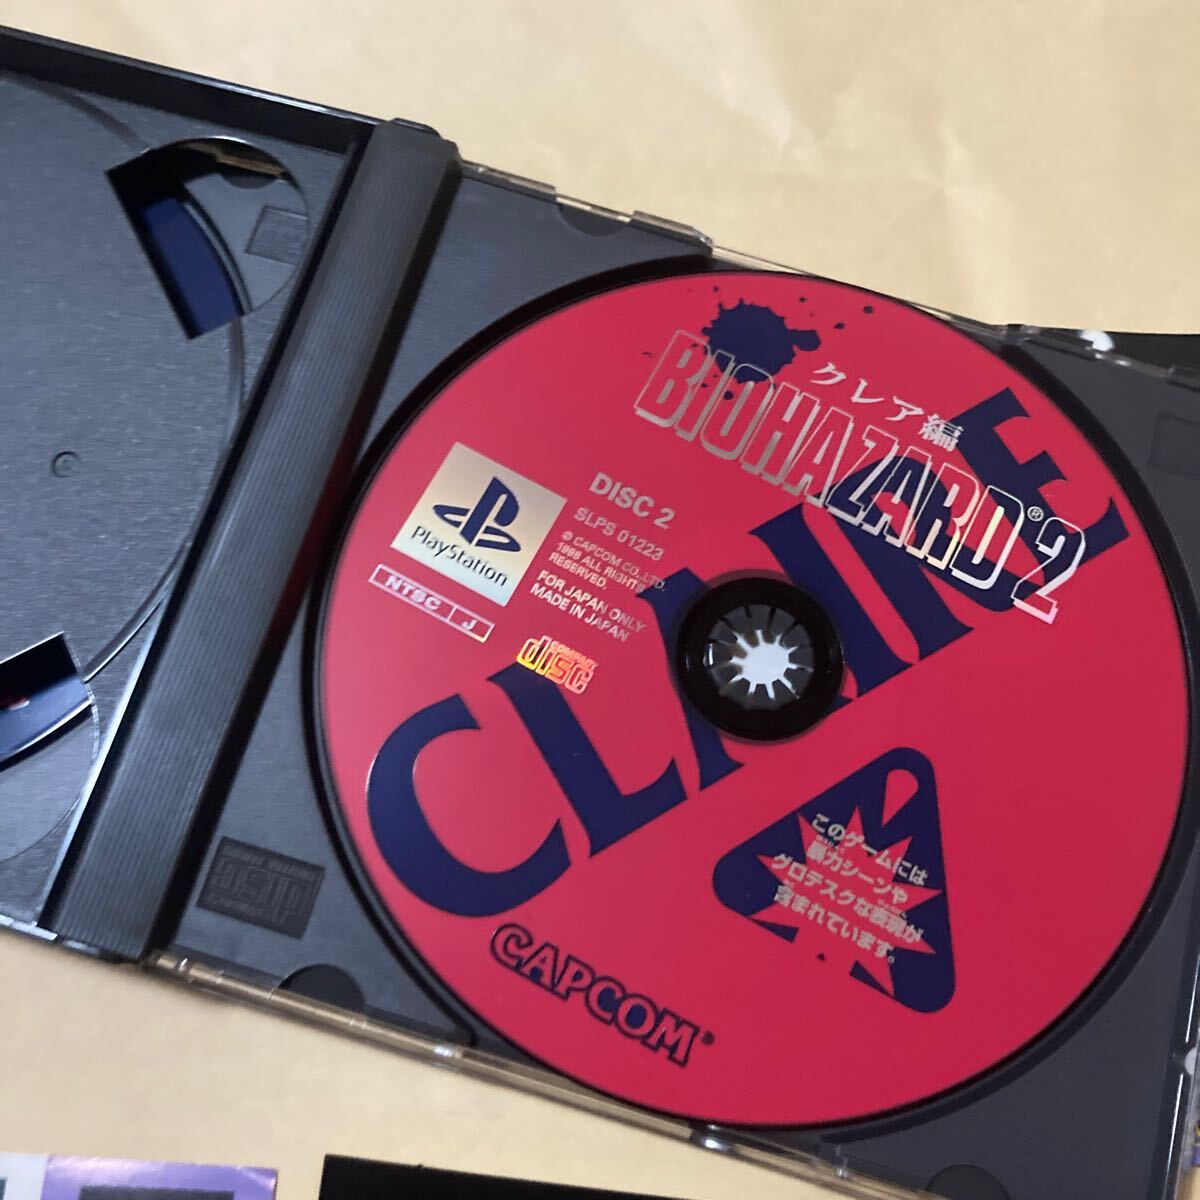 クレア編
BIOHAZARD® 2
CLAIRE
PlayStation
NTSC J
DISC 2
SLPS 01223
© CAPCOM CO., LTD.
1998 ALL RIGHTS
RESERVED.
FOR JAPAN ONLY
MADE IN JAPAN
COMPACT
disc
このゲームには
暴力シーンや
グロテスクな表現が
含まれています。
CAPCOM®